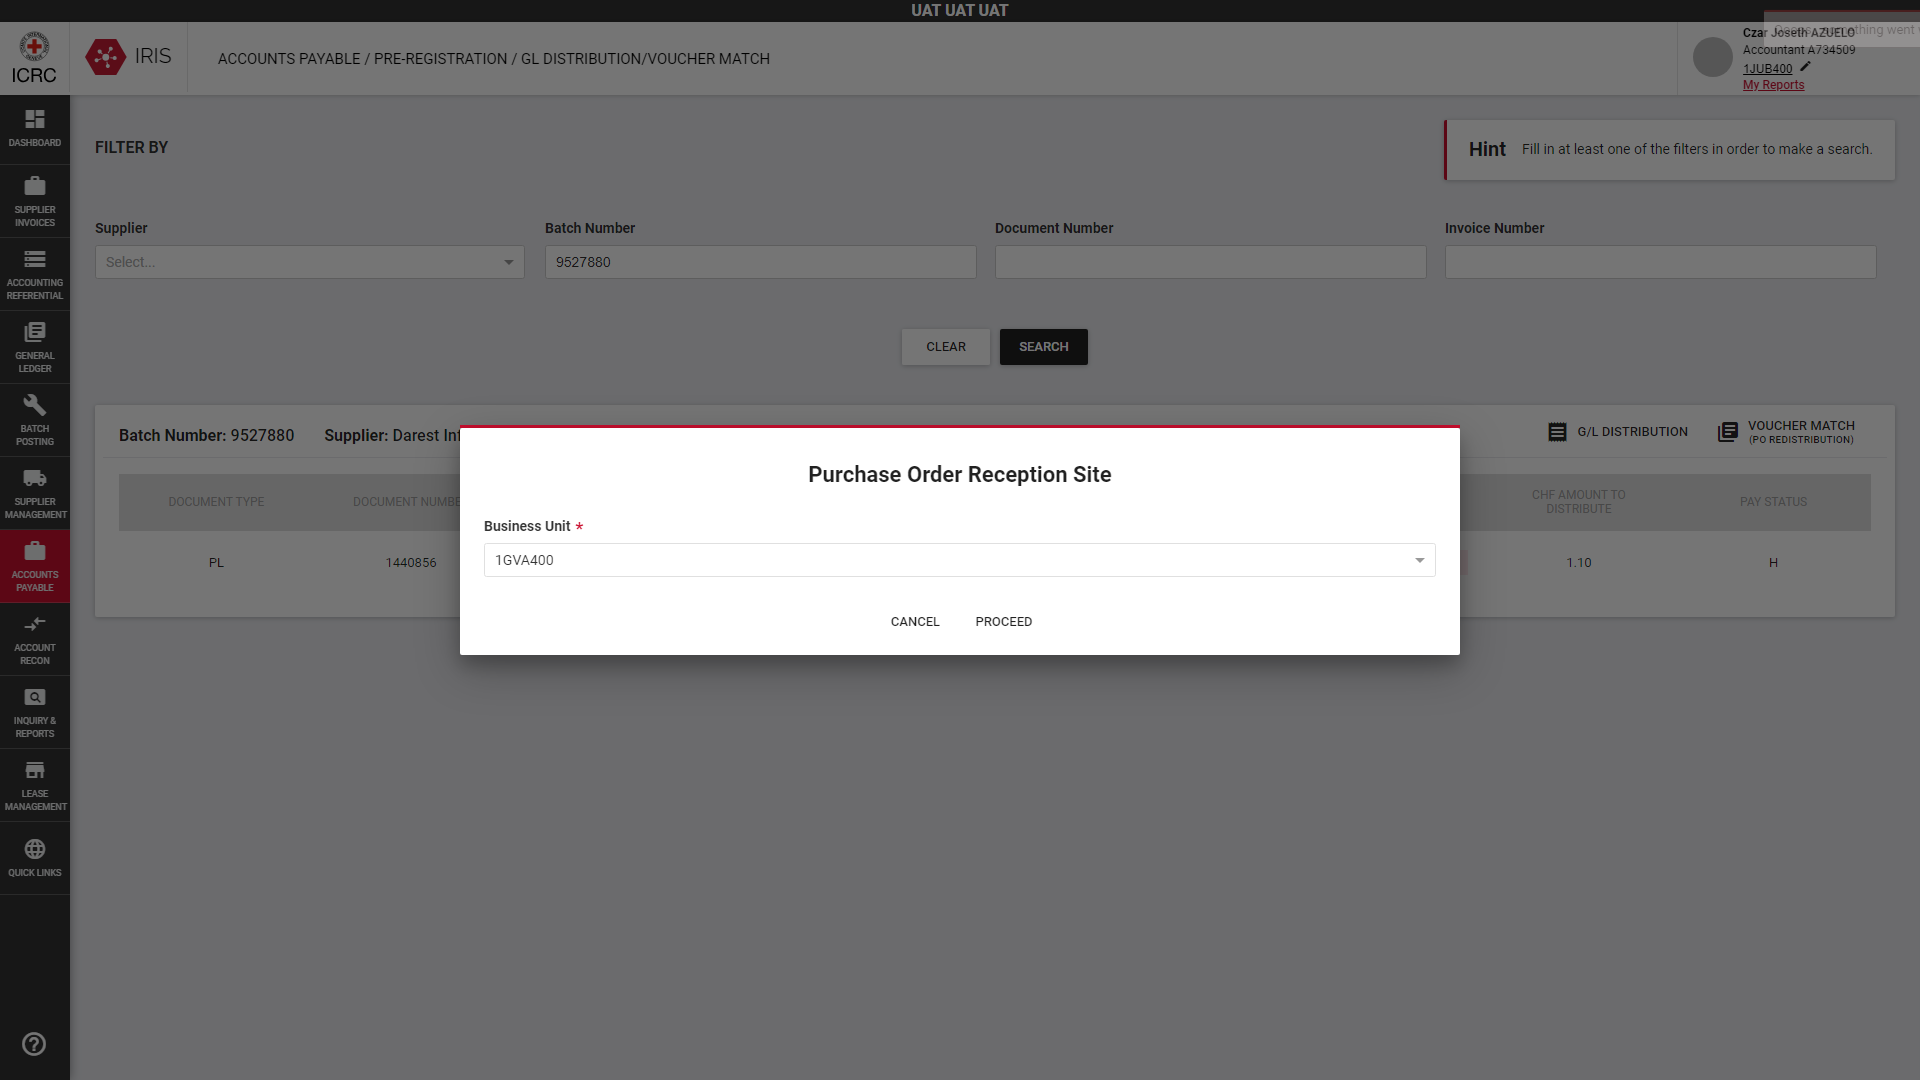 UAT UAT UAT
ICRC
IRIS
ACCOUNTS PAYABLE / PRE-REGISTRATION / GL DISTRIBUTION/VOUCHER MATCH
Czar Joseth AZUELO
Accountant A734509
1JUB400
My Reports
DASHBOARD
SUPPLIER
INVOICES
ACCOUNTING
REFERENTIAL
GENERAL
LEDGER
BATCH
POSTING
SUPPLIER
MANAGEMENT
ACCOUNTS
PAYABLE
ACCOUNT
RECON
INQUIRY &
REPORTS
LEASE
MANAGEMENT
QUICK LINKS
FILTER BY
Hint Fill in at least one of the filters in order to make a search.
Supplier Batch Number Document Number Invoice Number
Select... 9527880
CLEAR SEARCH
Batch Number: 9527880 Supplier: Darest Inf
G/L DISTRIBUTION
VOUCHER MATCH
(PO REDISTRIBUTION)
DOCUMENT TYPE DOCUMENT NUMBE
CHF AMOUNT TO
DISTRIBUTE
PAY STATUS
PL 1440856 1.10 H
Purchase Order Reception Site
Business Unit *
1GVA400
CANCEL PROCEED